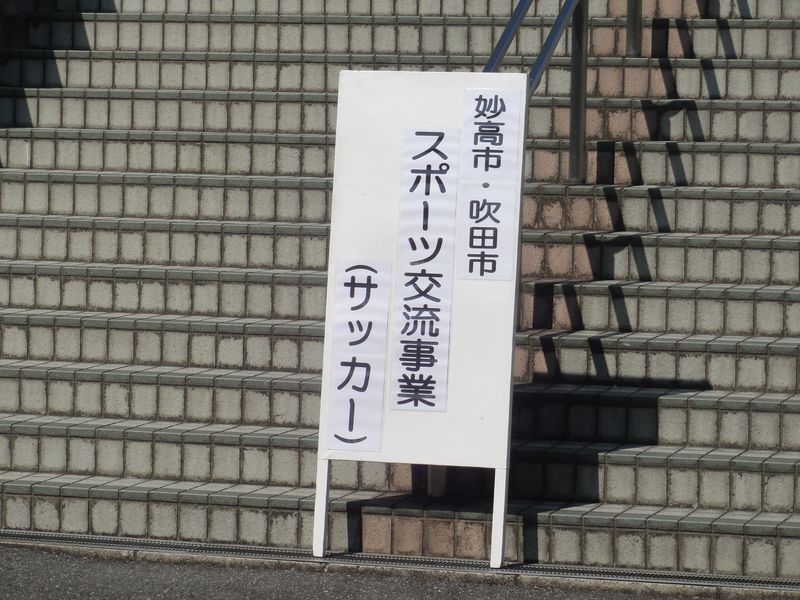 妙高市・吹田市
スポーツ交流事業
（サッカー）